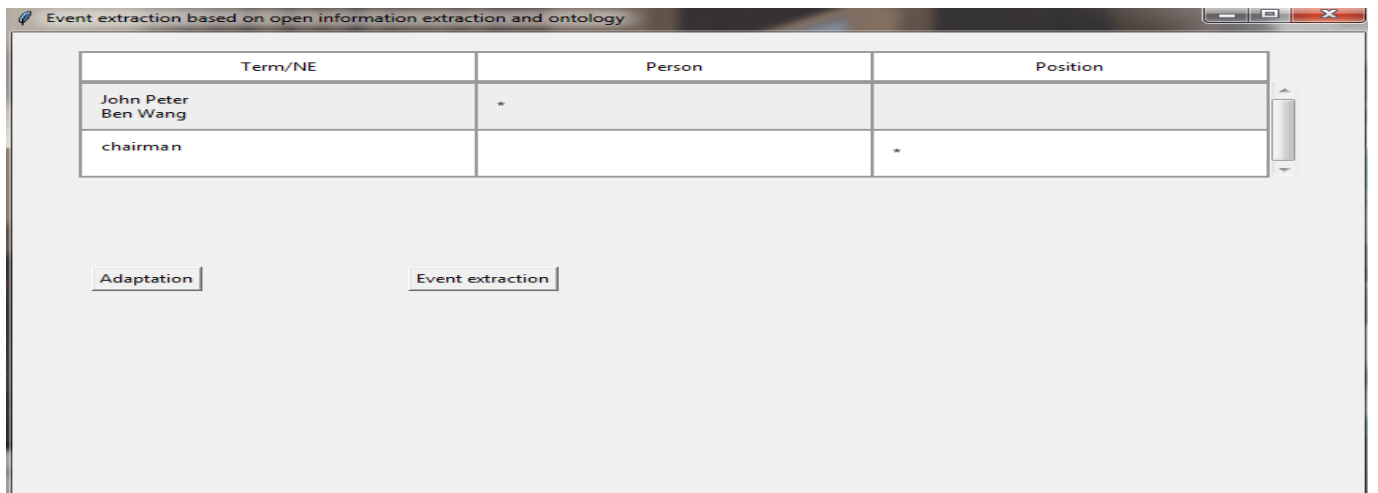 Event extraction based on open information extraction and ontology
Term/NE Person Position
John Peter *
Ben Wang
chairman *
Adaptation Event extraction